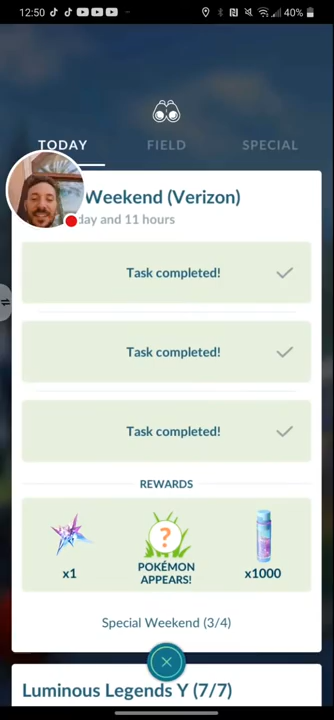 12:50
40%
TODAY
FIELD
SPECIAL
Weekend (Verizon)
day and 11 hours
Task completed!
Task completed!
Task completed!
REWARDS
x1
?
POKÉMON
APPEARS!
x1000
Special Weekend (3/4)
Luminous Legends Y (7/7)